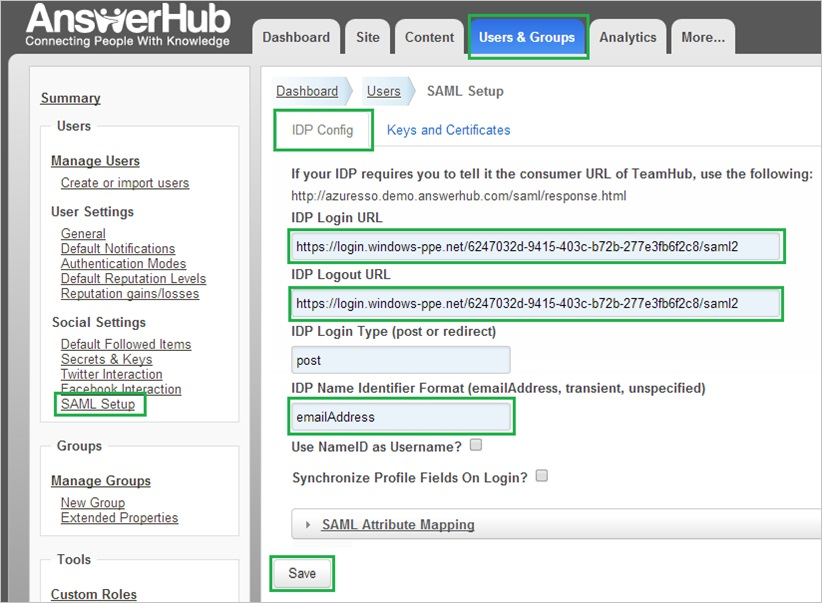 AnswerHub
Connecting People With Knowledge
Dashboard
Site
Content
Users & Groups
Analytics
More...
Summary
Users
Manage Users
Create or import users
User Settings
General
Default Notifications
Authentication Modes
Default Reputation Levels
Reputation gains/losses
Social Settings
Default Followed Items
Secrets & Keys
Twitter Interaction
Facebook Interaction
SAML Setup
Groups
Manage Groups
New Group
Extended Properties
Tools
Custom Roles
Dashboard
Users
SAML Setup
IDP Config
Keys and Certificates
If your IDP requires you to tell it the consumer URL of TeamHub, use the following:
http://azuresso.demo.answerhub.com/saml/response.html
IDP Login URL
https://login.windows-ppe.net/6247032d-9415-403c-b72b-277e3fb6f2c8/saml2
IDP Logout URL
https://login.windows-ppe.net/6247032d-9415-403c-b72b-277e3fb6f2c8/saml2
IDP Login Type (post or redirect)
post
IDP Name Identifier Format (emailAddress, transient, unspecified)
emailAddress
Use NameID as Username?
Synchronize Profile Fields On Login?
SAML Attribute Mapping
Save